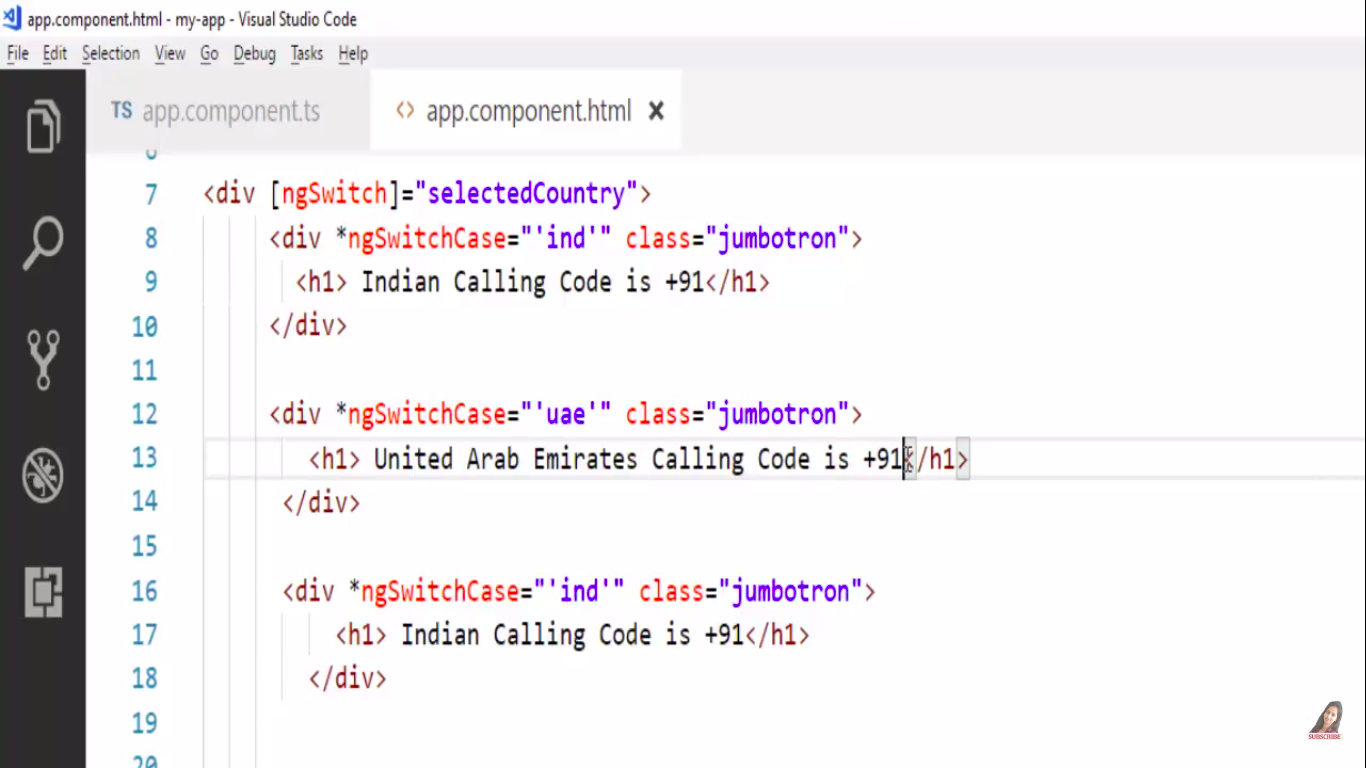 app.component.html - my-app - Visual Studio Code
File Edit Selection View Go Debug Tasks Help
TS app.component.ts <> app.component.html ×
7 <div [ngSwitch]="selectedCountry">
8 <div *ngSwitchCase="'ind'" class="jumbotron">
9 <h1> Indian Calling Code is +91</h1>
10 </div>
11
12 <div *ngSwitchCase="'uae'" class="jumbotron">
13 <h1> United Arab Emirates Calling Code is +91</h1>
14 </div>
15
16 <div *ngSwitchCase="'ind'" class="jumbotron">
17 <h1> Indian Calling Code is +91</h1>
18 </div>
19
20
SUBSCRIBE